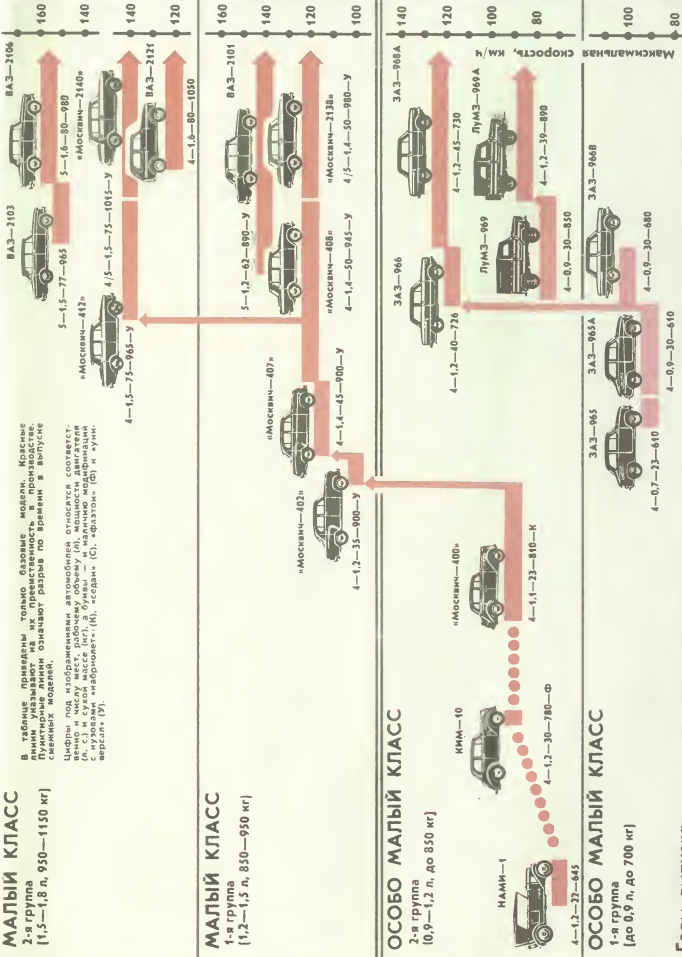 МАЛЫЙ КЛАСС
2-я группа
[1,5—1,8 л, 950—1150 кг]
В таблице приведены только базовые модели. Красные
линии указывают на их преемственность в производстве.
Пунктирные линии означают разрыв по времени в выпуске
смежных моделей.
Цифры под изображениями автомобилей относятся соответст-
венно к числу мест, рабочему объему (л), мощности двигателя
(л. с.) и сухой массе (кг), а буквы — к наличию модификаций
с кузовами «кабриолет» (К), «седан» (С), «фаэтон» (Ф) и «уни-
версал» (У).
ВАЗ—2103
5—1,5—77—965
ВАЗ—2106
5—1,6—80—980
«Москвич—412»
4—1,5—75—965—У
«Москвич—2140»
4/5—1,5—75—1015—У
ВАЗ—2121
4—1,6—80—1050
160
140
140
120
МАЛЫЙ КЛАСС
1-я группа
[1,2—1,5 л, 850—950 кг]
ВАЗ—2101
5—1,2—62—890—У
«Москвич—407»
4—1,4—45—900—У
«Москвич—402»
4—1,2—35—900—У
«Москвич—408»
4—1,4—50—945—У
«Москвич—2138»
4/5—1,4—50—980—У
140
120
100
ОСОБО МАЛЫЙ КЛАСС
2-я группа
[0,9—1,2 л, до 850 кг]
НАМИ—1
4—1,2—22—645
КИМ—10
4—1,2—30—780—Ф
«Москвич—400»
4—1,1—23—810—К
ЗАЗ—966
4—1,2—40—726
ЗАЗ—968А
4—1,2—45—730
ЛуМЗ—969
4—0,9—30—850
ЛуМЗ—969А
4—1,2—39—890
140
120
100
80
ОСОБО МАЛЫЙ КЛАСС
1-я группа
[до 0,9 л, до 700 кг]
ЗАЗ—965
4—0,7—23—610
ЗАЗ—965А
4—0,9—30—610
ЗАЗ—966В
4—0,9—30—680
100
80
Максимальная скорость, км/ч